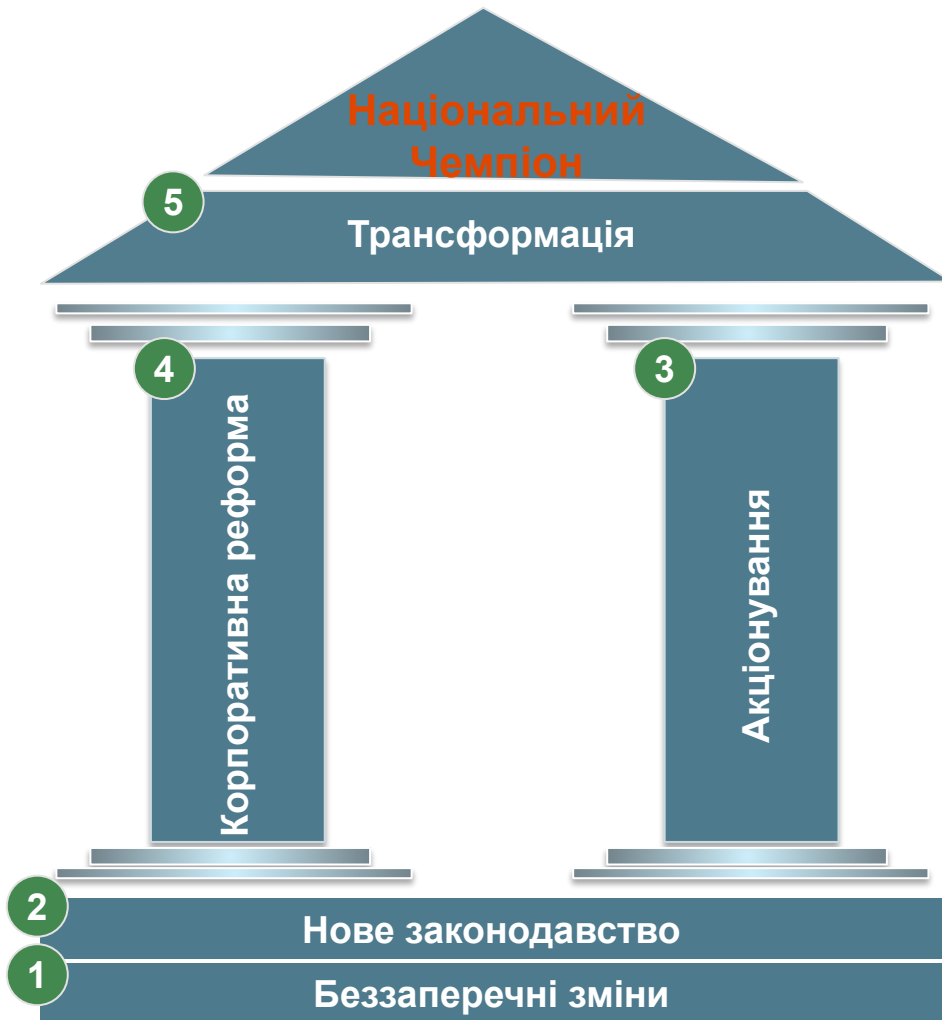 Національний
Чемпіон
5
Трансформація
4
3
Корпоративна реформа
Акціонування
2
Нове законодавство
1
Беззаперечні зміни